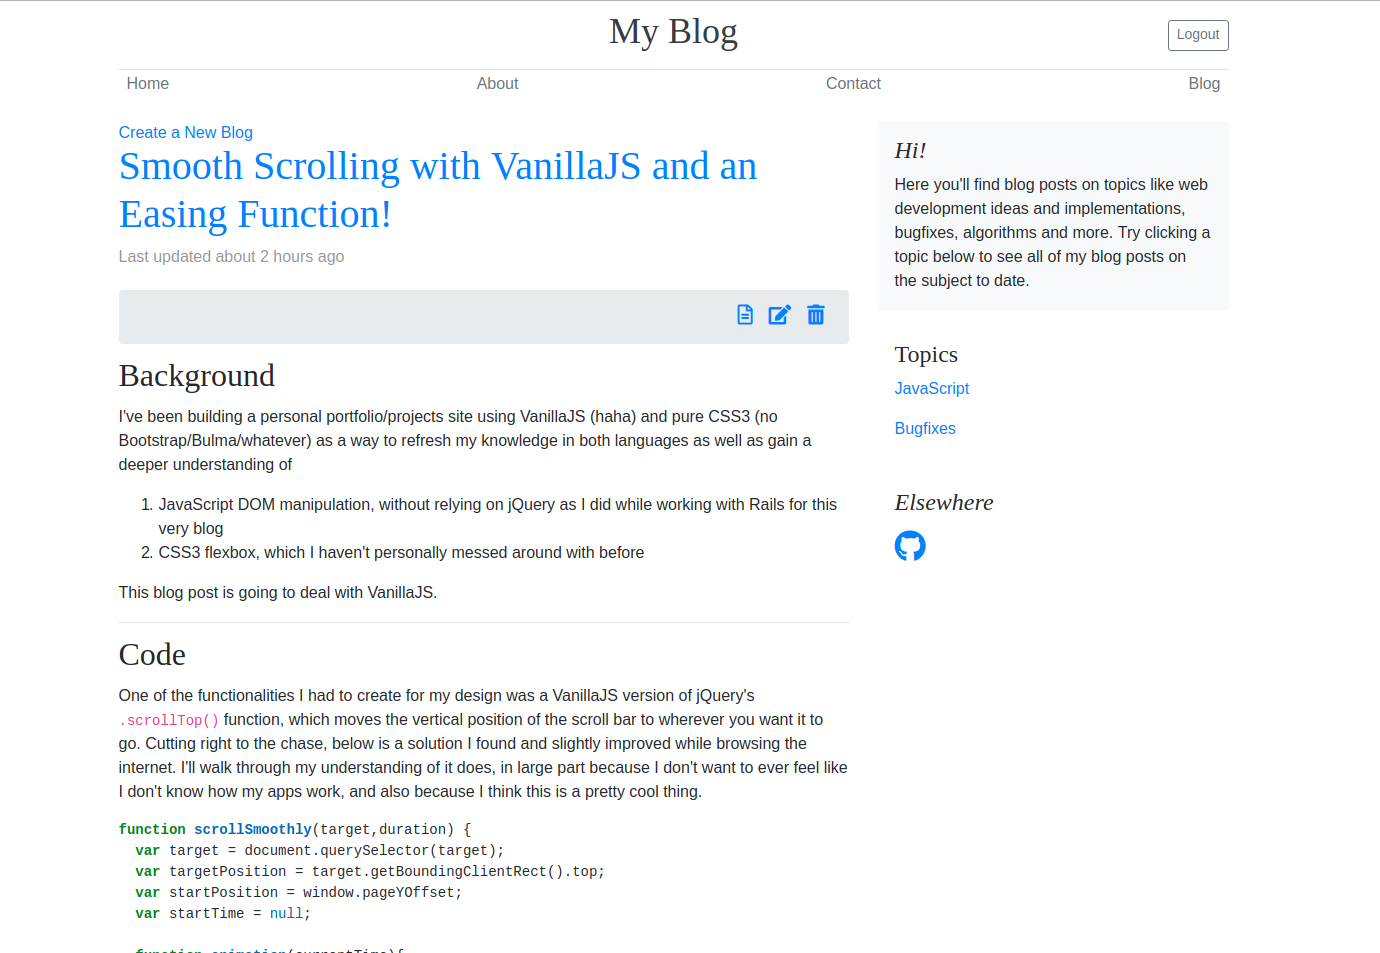 My Blog
Logout
Home About Contact Blog
Create a New Blog
Smooth Scrolling with VanillaJS and an
Easing Function!
Last updated about 2 hours ago
Background
I've been building a personal portfolio/projects site using VanillaJS (haha) and pure CSS3 (no
Bootstrap/Bulma/whatever) as a way to refresh my knowledge in both languages as well as gain a
deeper understanding of
1. JavaScript DOM manipulation, without relying on jQuery as I did while working with Rails for this
very blog
2. CSS3 flexbox, which I haven't personally messed around with before
This blog post is going to deal with VanillaJS.
Code
One of the functionalities I had to create for my design was a VanillaJS version of jQuery's
.scrollTop() function, which moves the vertical position of the scroll bar to wherever you want it to
go. Cutting right to the chase, below is a solution I found and slightly improved while browsing the
internet. I'll walk through my understanding of it does, in large part because I don't want to ever feel like
I don't know how my apps work, and also because I think this is a pretty cool thing.
function scrollSmoothly(target,duration) {
  var target = document.querySelector(target);
  var targetPosition = target.getBoundingClientRect().top;
  var startPosition = window.pageYOffset;
  var startTime = null;
  function animation(currentTime){
Hi!
Here you'll find blog posts on topics like web
development ideas and implementations,
bugfixes, algorithms and more. Try clicking a
topic below to see all of my blog posts on
the subject to date.
Topics
JavaScript
Bugfixes
Elsewhere